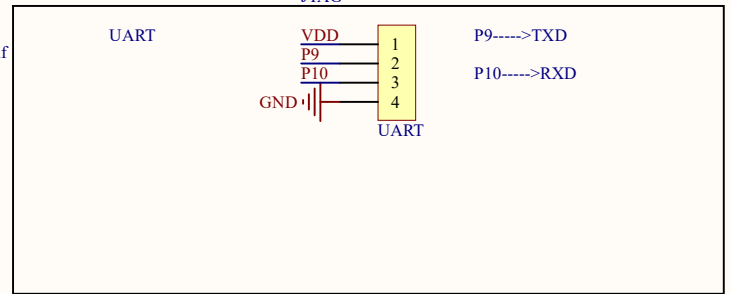 UART
VDD
1
P9----->TXD
f
P9
2
P10
3
P10----->RXD
GND
4
UART